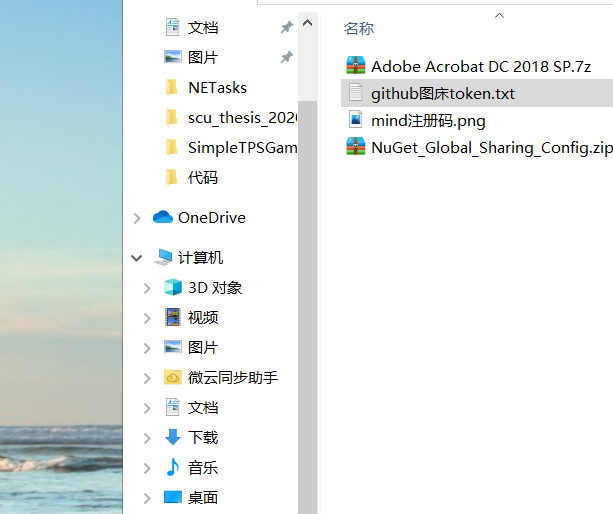 文档
图片
NETasks
scu_thesis_202
SimpleTPSGam
代码
OneDrive
计算机
3D 对象
视频
图片
微云同步助手
文档
下载
音乐
桌面
名称
Adobe Acrobat DC 2018 SP.7z
github图床token.txt
mind注册码.png
NuGet_Global_Sharing_Config.zip